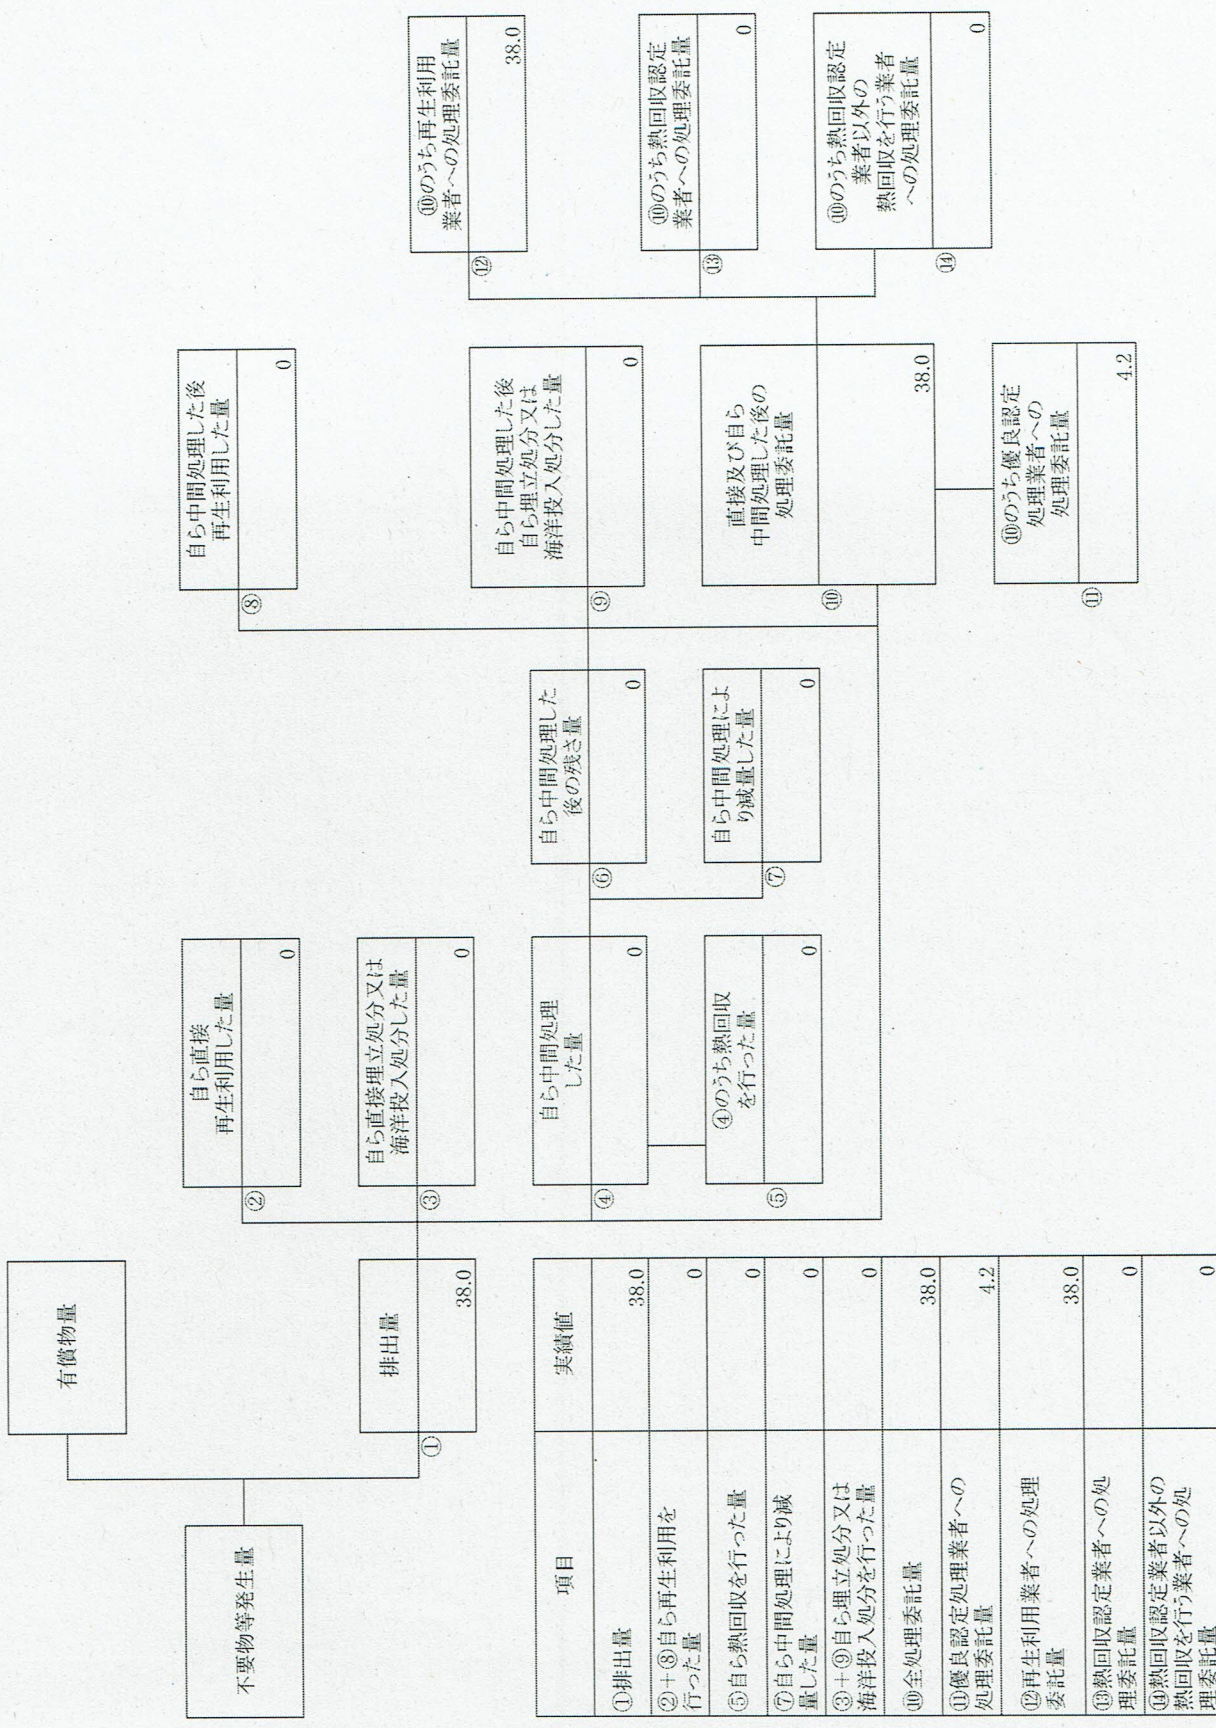 不要物等発生量
有償物量
排出量
①
38.0
自ら直接
再生利用した量
②
0
自ら直接埋立処分又は
海洋投入処分した量
③
0
自ら中間処理
した量
④
0
④のうち熱回収
を行った量
⑤
0
自ら中間処理した
後の残さ量
⑥
0
自ら中間処理によ
り減量した量
⑦
0
自ら中間処理した後
再生利用した量
⑧
0
自ら中間処理した後
自ら埋立処分又は
海洋投入処分した量
⑨
0
直接及び自ら
中間処理した後の
処理委託量
⑩
38.0
⑩のうち優良認定
処理業者への
処理委託量
⑪
4.2
⑩のうち再生利用
業者への処理委託量
⑫
38.0
⑩のうち熱回収認定
業者への処理委託量
⑬
0
⑩のうち熱回収認定
業者以外の
熱回収を行う業者
への処理委託量
⑭
0
項目
実績値
①排出量
38.0
②+⑧自ら再生利用を
行った量
0
⑤自ら熱回収を行った量
0
⑦自ら中間処理により減
量した量
0
③+⑨自ら埋立処分又は
海洋投入処分を行った量
0
⑩全処理委託量
38.0
⑪優良認定処理業者への
処理委託量
4.2
⑫再生利用業者への処理
委託量
38.0
⑬熱回収認定業者への処
理委託量
0
⑭熱回収認定業者以外の
熱回収を行う業者への処
理委託量
0